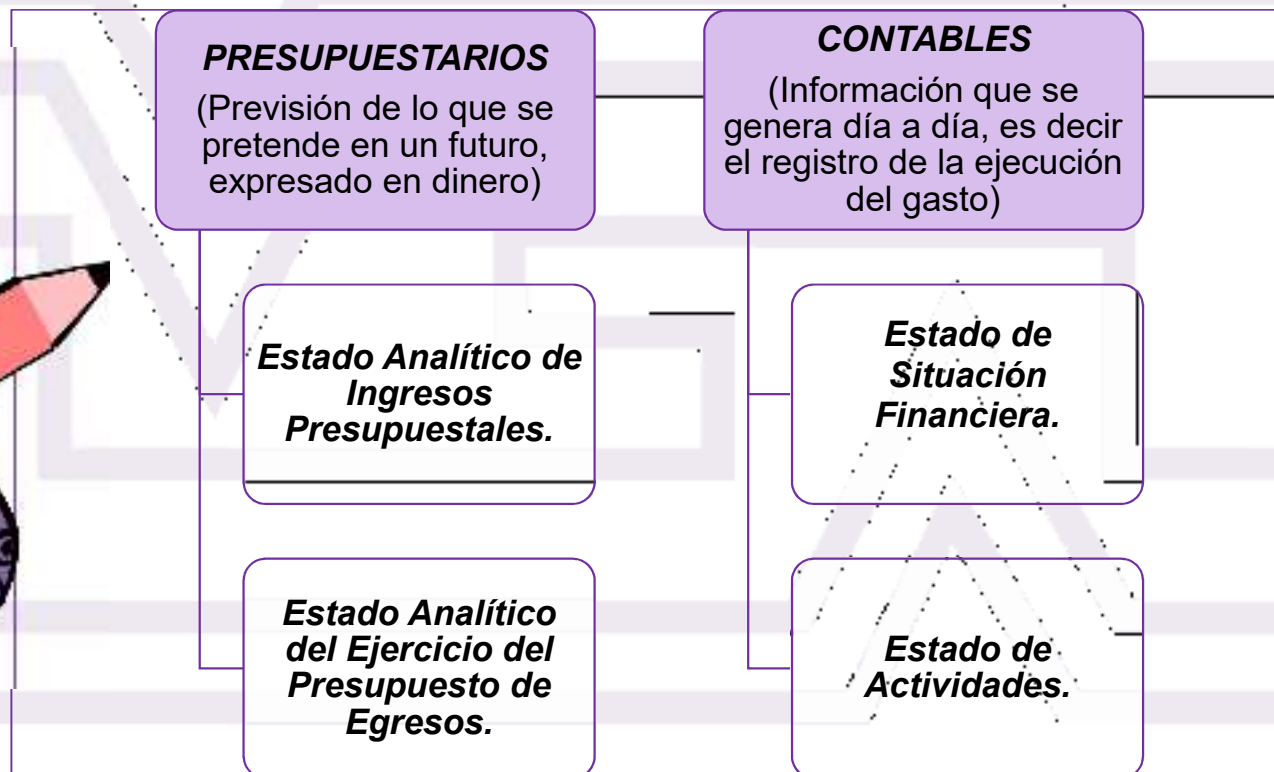 PRESUPUESTARIOS
(Previsión de lo que se
pretende en un futuro,
expresado en dinero)
Estado Analítico de
Ingresos
Presupuestales.
Estado Analítico
del Ejercicio del
Presupuesto de
Egresos.
CONTABLES
(Información que se
genera día a día, es decir
el registro de la ejecución
del gasto)
Estado de
Situación
Financiera.
Estado de
Actividades.